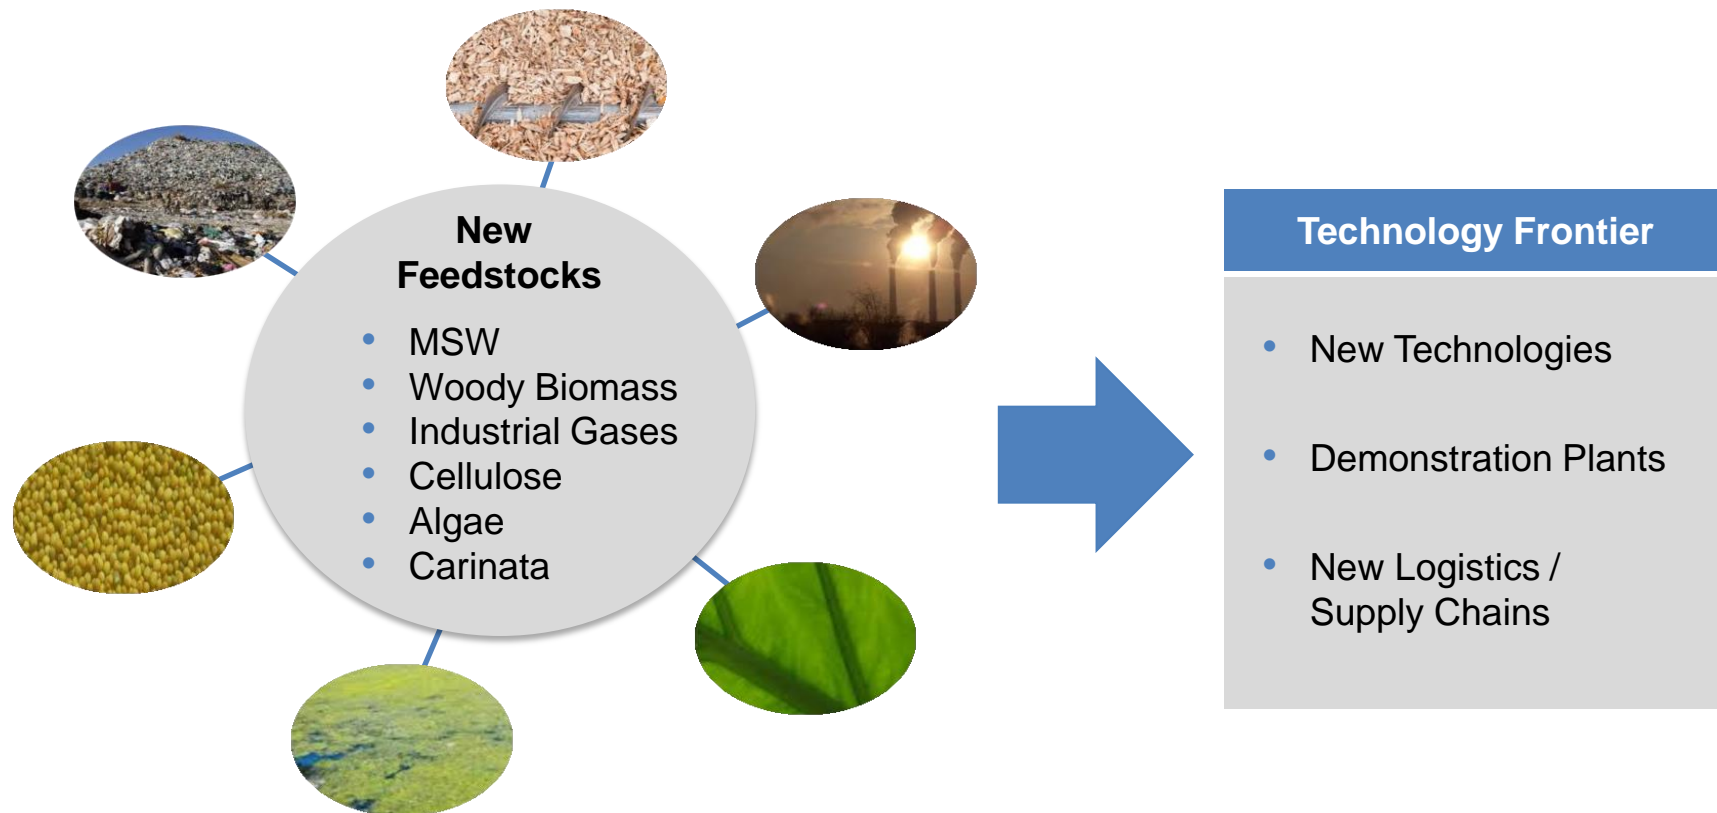 New
Feedstocks
• MSW
• Woody Biomass
• Industrial Gases
• Cellulose
• Algae
• Carinata
Technology Frontier
• New Technologies
• Demonstration Plants
• New Logistics /
Supply Chains